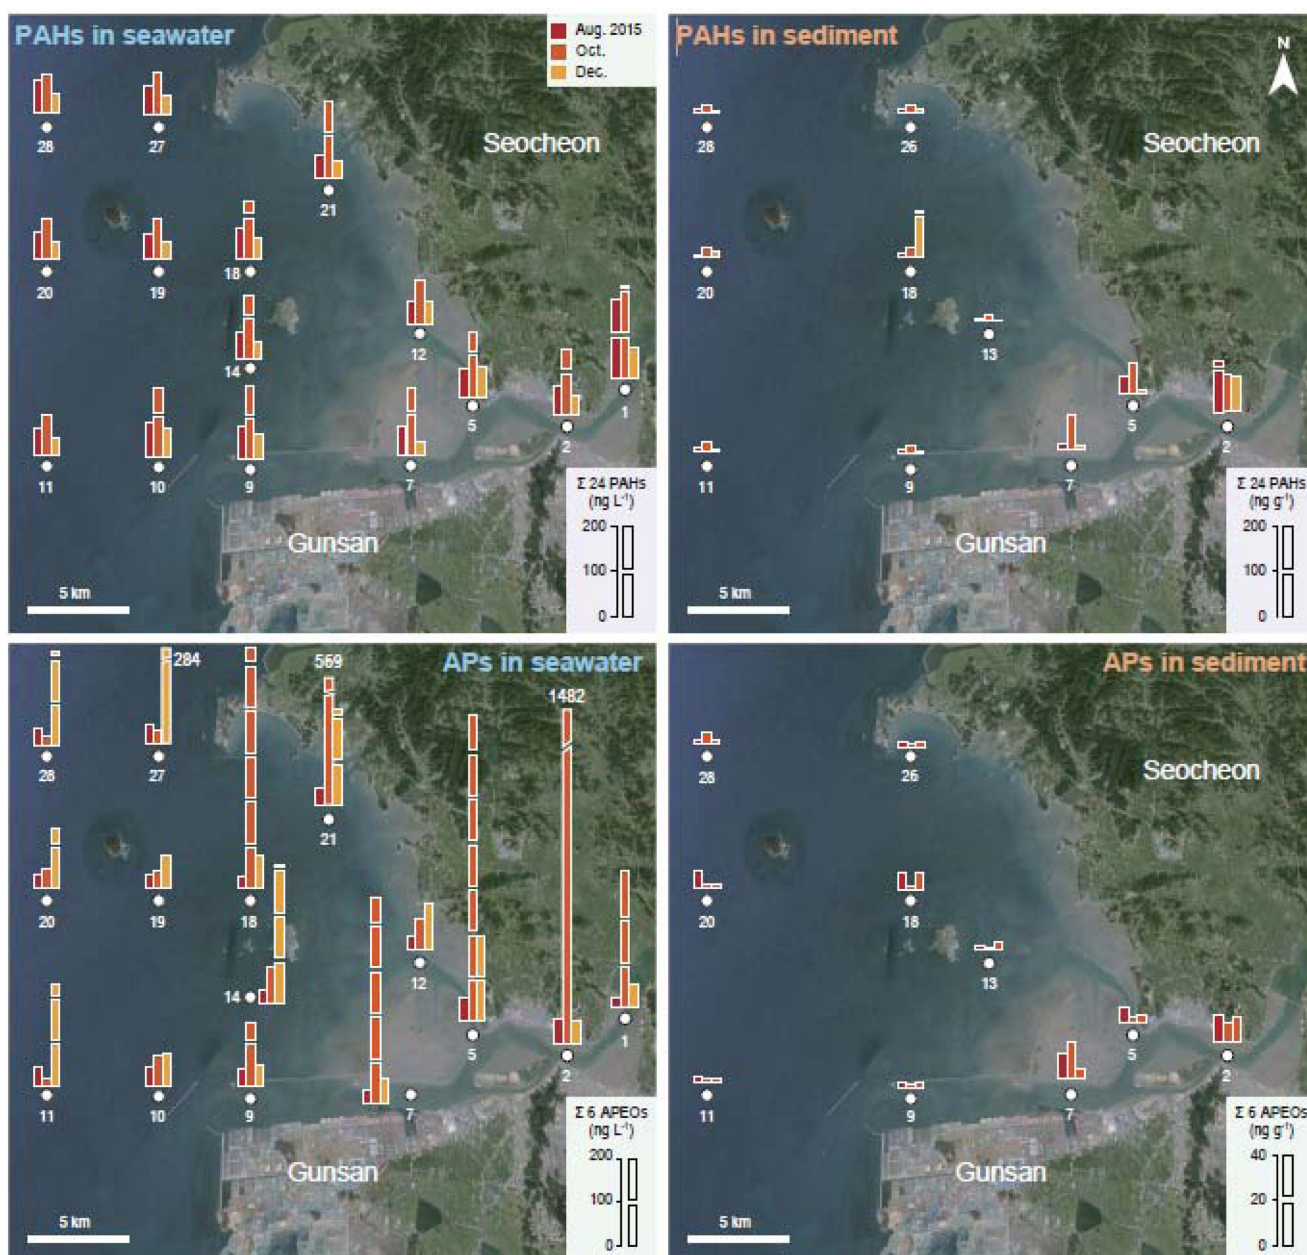 PAHs in seawater
Aug. 2015
Oct.
Dec.
Seocheon
28
27
21
20
19
18
14
12
5
2
1
11
10
9
7
Σ 24 PAHs
(ng L-1)
200
100
0
Gunsan
5 km
PAHs in sediment
N
Seocheon
28
26
20
18
13
5
2
11
9
7
Σ 24 PAHs
(ng g-1)
200
100
0
Gunsan
5 km
APs in seawater
284
569
1482
28
27
21
20
19
18
12
14
5
1
2
11
10
9
7
Σ 6 APEOs
(ng L-1)
200
100
0
Gunsan
5 km
APs in sediment
Seocheon
28
26
20
18
13
5
2
11
9
7
Σ 6 APEOs
(ng g-1)
40
20
0
Gunsan
5 km